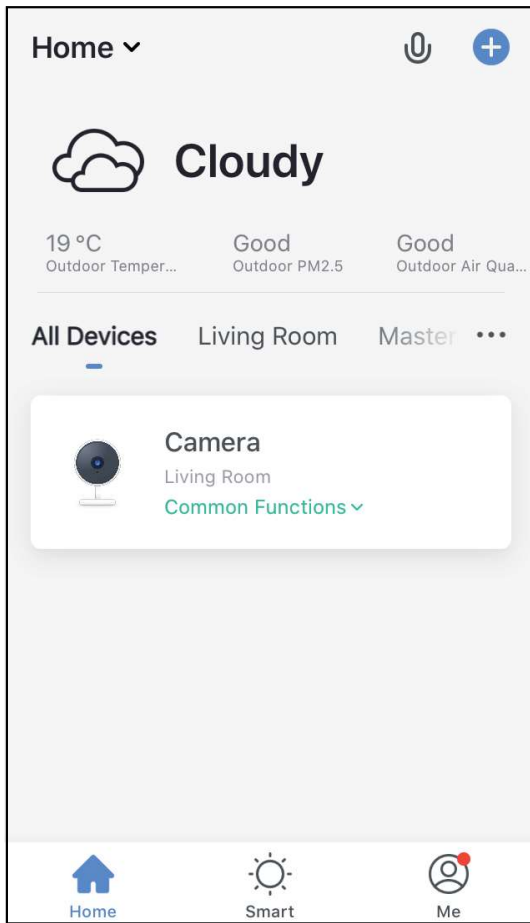 Home
Cloudy
19 °C Good Good
Outdoor Temper... Outdoor PM2.5 Outdoor Air Qua...
All Devices Living Room Master
Camera
Living Room
Common Functions
Home Smart Me